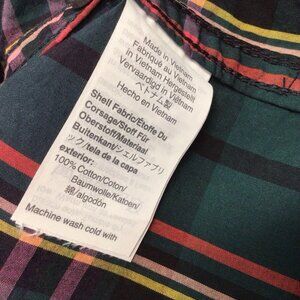 Made in Vietnam
Fabriqué au Vietnam
in Vietnam Hergestellt
Vervaardigd in Viëtnam
ベトナム製
Hecho en Vietnam
Shell Fabric/Étoffe Du
Corsage/Stoff Für
Oberstoff/Materiaal
Buitenkant/シェルファブリ
ック/tela de la capa
exterior:
100% Cotton/Coton/
Baumwolle/Katoen/
綿/algodón
Machine wash cold with